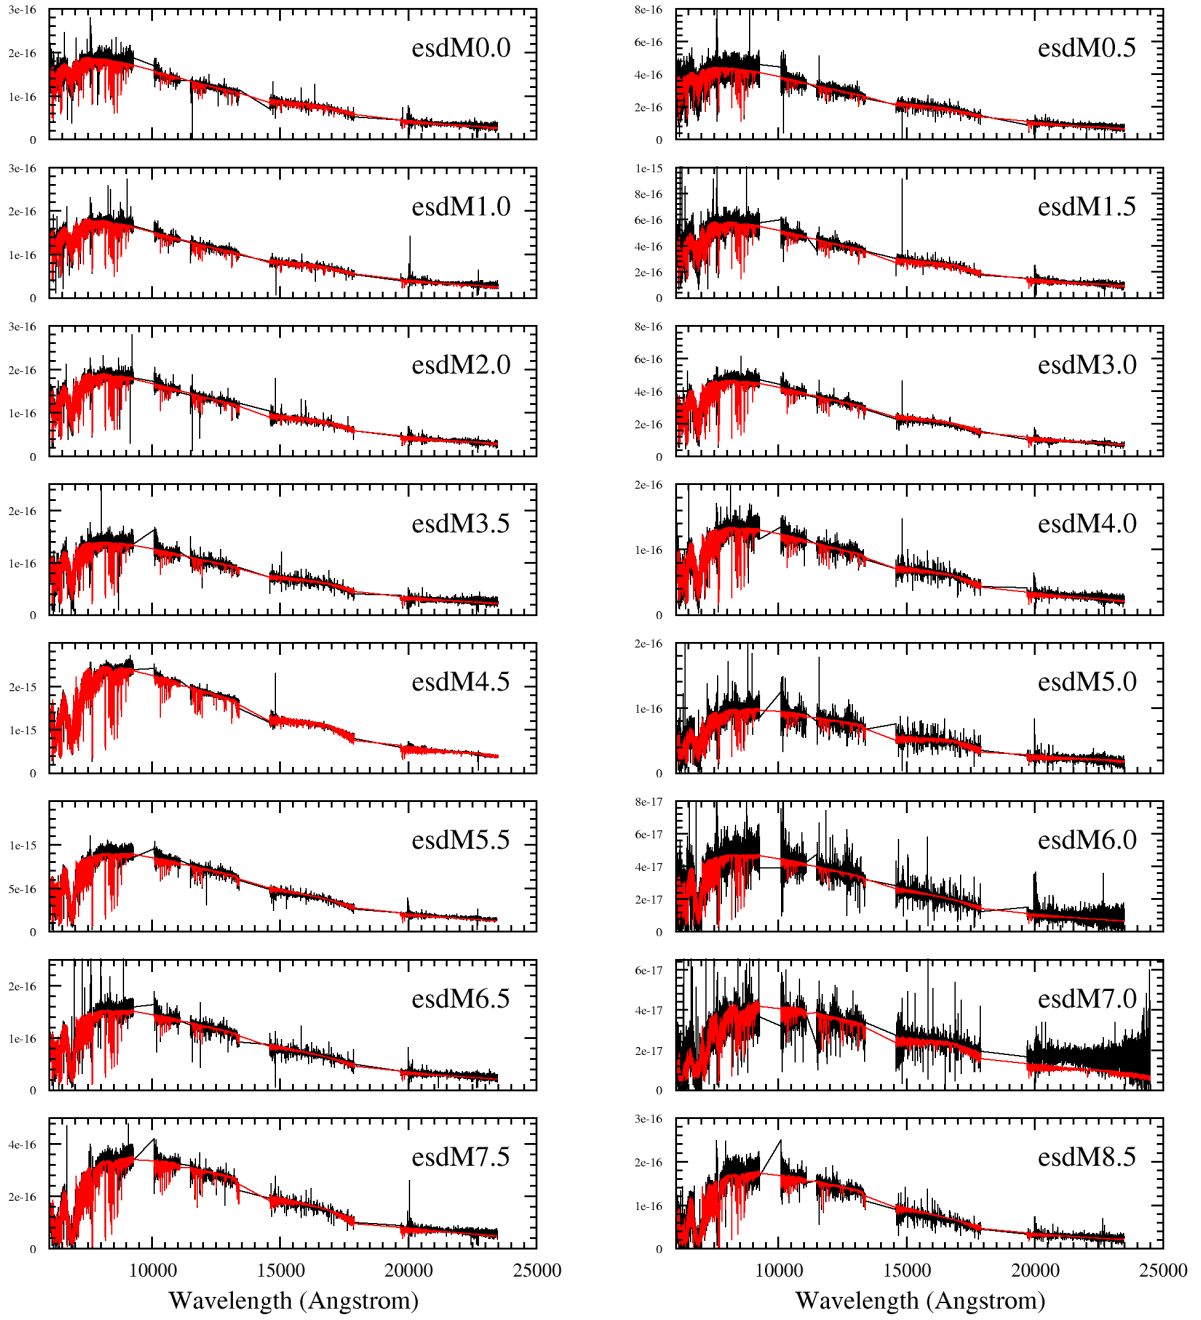 3e-16
2e-16
1e-16
0
esdM0.0
8e-16
6e-16
4e-16
2e-16
0
esdM0.5
3e-16
2e-16
1e-16
0
esdM1.0
1e-15
8e-16
6e-16
4e-16
2e-16
0
esdM1.5
3e-16
2e-16
1e-16
0
esdM2.0
8e-16
6e-16
4e-16
2e-16
0
esdM3.0
2e-16
1e-16
0
esdM3.5
2e-16
1e-16
0
esdM4.0
2e-15
1e-15
0
esdM4.5
2e-16
1e-16
0
esdM5.0
1e-15
5e-16
0
esdM5.5
8e-17
6e-17
4e-17
2e-17
0
esdM6.0
2e-16
1e-16
0
esdM6.5
6e-17
4e-17
2e-17
0
esdM7.0
4e-16
2e-16
0
esdM7.5
3e-16
2e-16
1e-16
0
esdM8.5
10000 15000 20000 25000
Wavelength (Angstrom)
10000 15000 20000 25000
Wavelength (Angstrom)